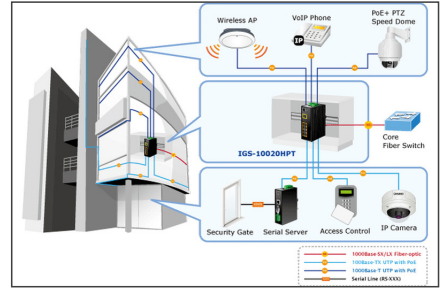 Wireless AP
VoIP Phone
PoE+ PTZ
Speed Dome
IP
IGS-10020HPT
Core
Fiber Switch
Security Gate
Serial Server
Access Control
IP Camera
1000Base-SX/LX Fiber-optic
100Base-TX UTP with PoE
1000Base-T UTP with PoE
Serial Line (RS-XXX)